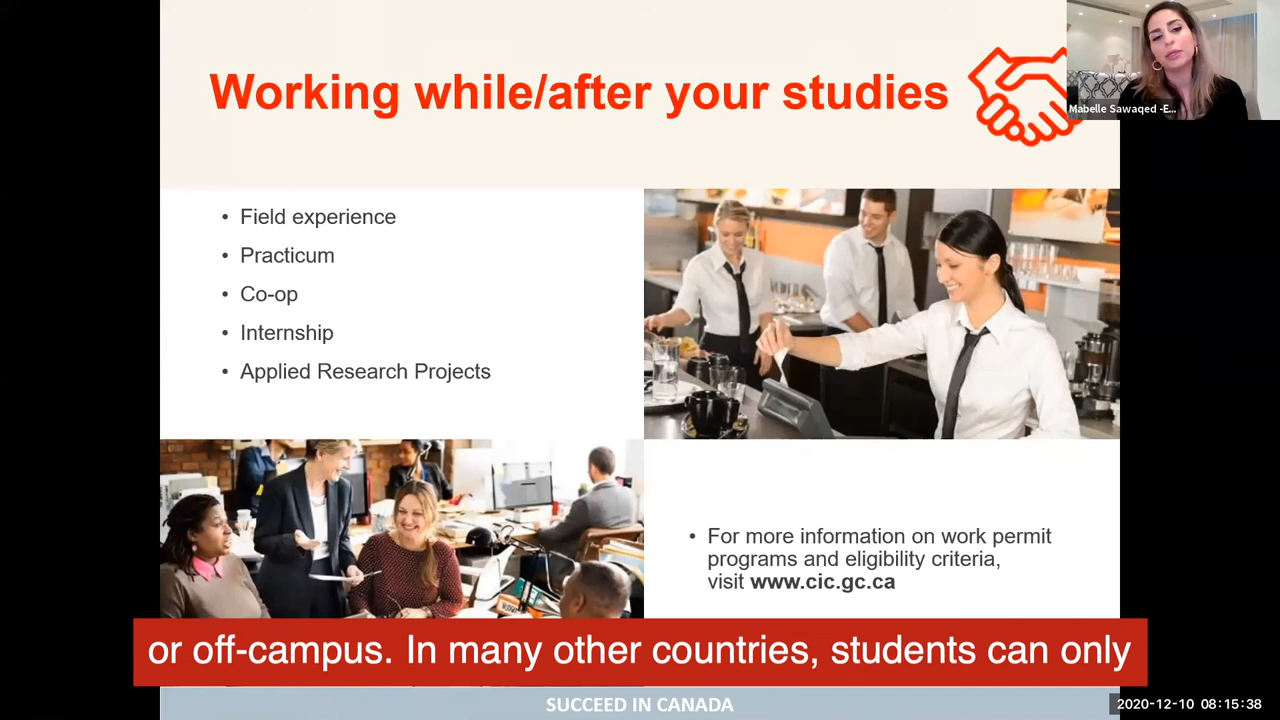 Working while/after your studies
Mabelle Sawaqed -E...
• Field experience
• Practicum
• Co-op
• Internship
• Applied Research Projects
• For more information on work permit
programs and eligibility criteria,
visit www.cic.gc.ca
or off-campus. In many other countries, students can only
SUCCEED IN CANADA
2020-12-10 08:15:38